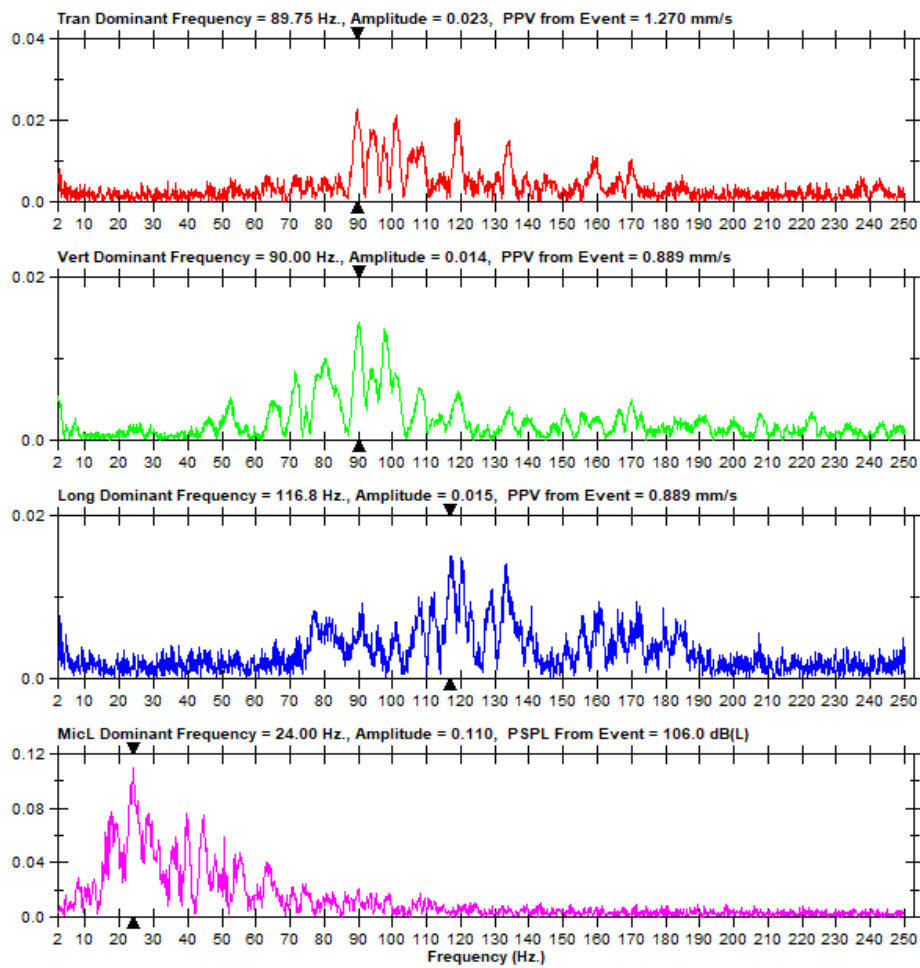 Tran Dominant Frequency = 89.75 Hz., Amplitude = 0.023, PPV from Event = 1.270 mm/s
0.04
0.02
0.0
2 10 20 30 40 50 60 70 80 90 100 110 120 130 140 150 160 170 180 190 200 210 220 230 250
Vert Dominant Frequency = 90.00 Hz., Amplitude = 0.014, PPV from Event = 0.889 mm/s
0.02
0.0
2 10 20 30 40 50 60 70 80 90 100 110 120 130 140 150 160 170 180 190 200 210 220 230 250
Long Dominant Frequency = 116.8 Hz., Amplitude = 0.015, PPV from Event = 0.889 mm/s
0.02
0.0
2 10 20 30 40 50 60 70 80 90 100 110 120 130 140 150 160 170 180 190 200 210 220 230 250
MicL Dominant Frequency = 24.00 Hz., Amplitude = 0.110, PSPL From Event = 106.0 dB(L)
0.12
0.08
0.04
0.0
2 10 20 30 40 50 60 70 80 90 100 110 120 130 140 150 160 170 180 190 200 210 220 230 250
Frequency (Hz.)